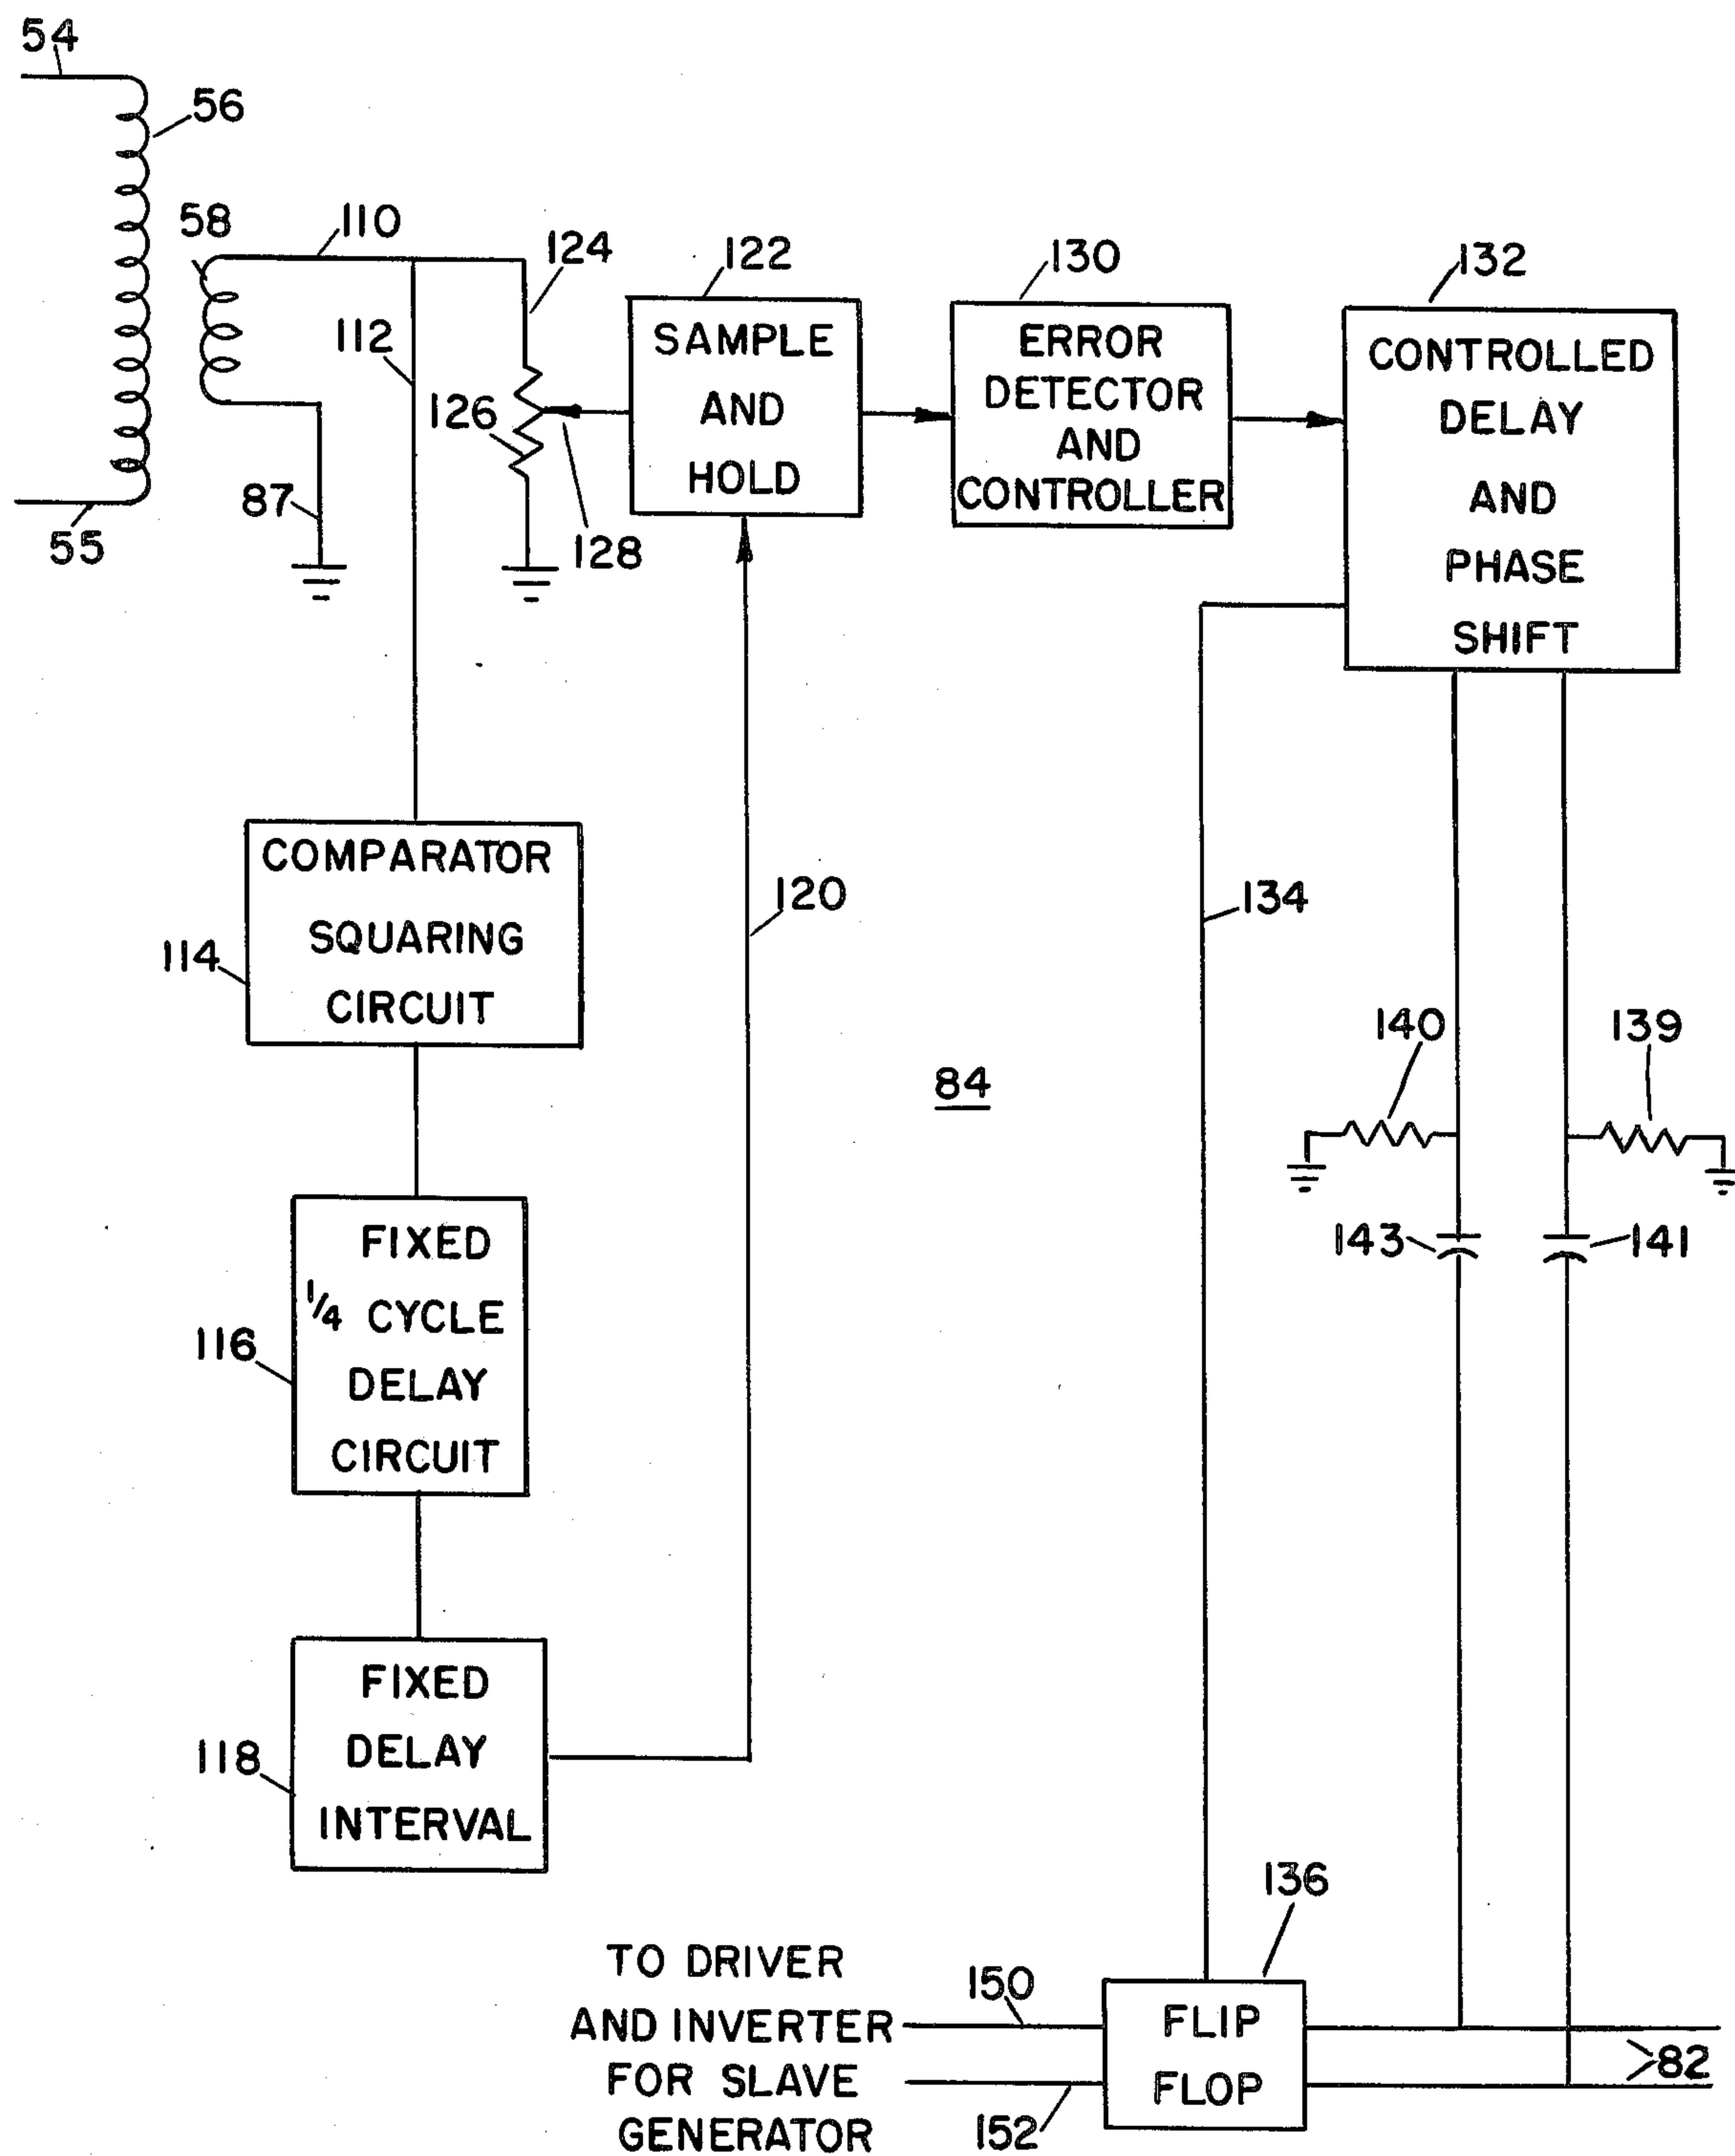 54
56
58
110
124
122
130
132
112
126
128
87
55
SAMPLE
AND
HOLD
ERROR
DETECTOR
AND
CONTROLLER
CONTROLLED
DELAY
AND
PHASE
SHIFT
COMPARATOR
SQUARING
CIRCUIT
114
120
134
84
140
139
143
141
FIXED
1/4 CYCLE
DELAY
CIRCUIT
116
FIXED
DELAY
INTERVAL
118
136
TO DRIVER
AND INVERTER
FOR SLAVE
GENERATOR
150
152
FLIP
FLOP
82